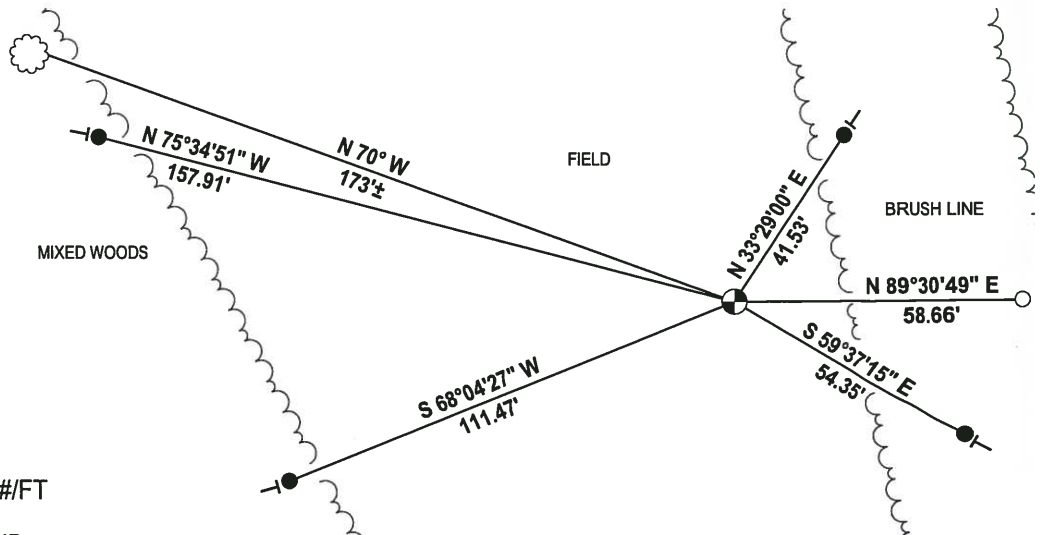 N 75°34'51" W
157.91'
N 70° W
173'±
FIELD
N 33°29'00" E
41.53'
BRUSH LINE
MIXED WOODS
N 89°30'49" E
58.66'
S 59°37'15" E
54.35'
S 68°04'27" W
111.47'
#/FT